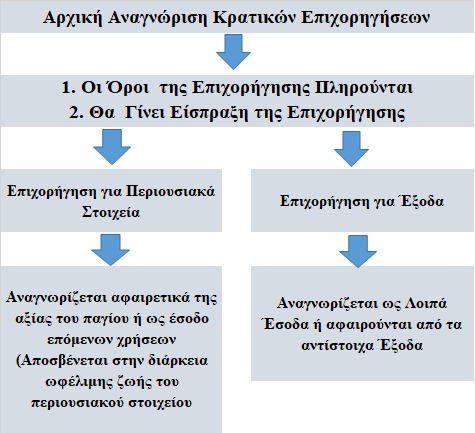 Αρχική Αναγνώριση Κρατικών Επιχορηγήσεων
1. Οι Όροι της Επιχορήγησης Πληρούνται
2. Θα Γίνει Είσπραξη της Επιχορήγησης
Επιχορήγηση για Περιουσιακά
Στοιχεία
Επιχορήγηση για Έξοδα
Αναγνωρίζεται αφαιρετικά της
αξίας του παγίου ή ως έσοδο
επόμενων χρήσεων
(Αποσβένεται στην διάρκεια
ωφέλιμης ζωής του
περιουσιακού στοιχείου
Αναγνωρίζεται ως Λοιπά
Έσοδα ή αφαιρούνται από τα
αντίστοιχα Έξοδα